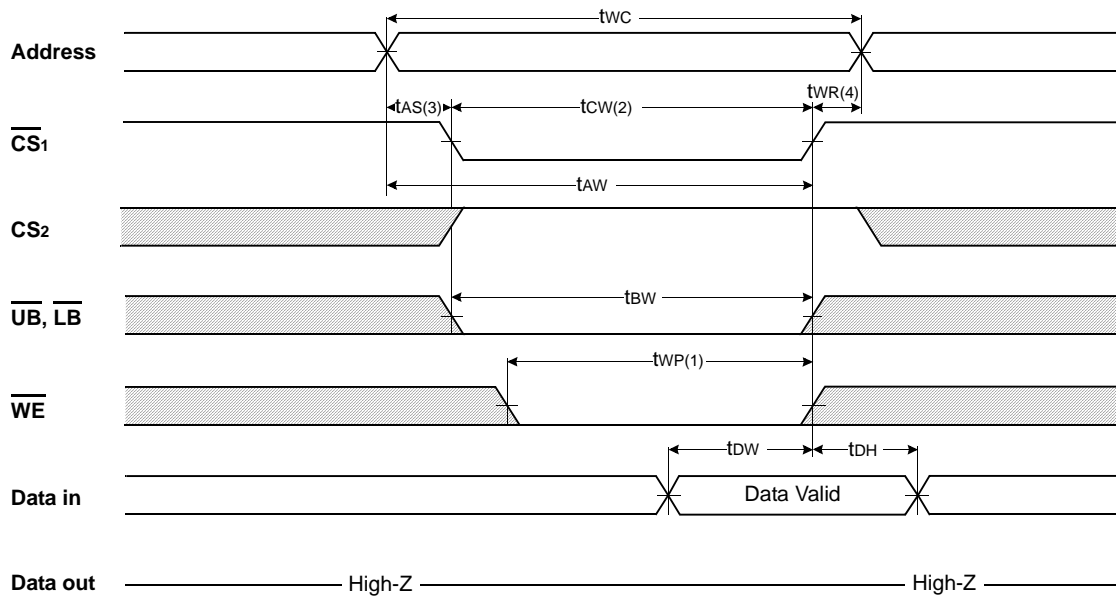 tWC
Address
tAS(3) tCW(2) tWR(4)
CS1
tAW
CS2
tBW
UB, LB
tWP(1)
WE
tDW tDH
Data in Data Valid
Data out High-Z High-Z